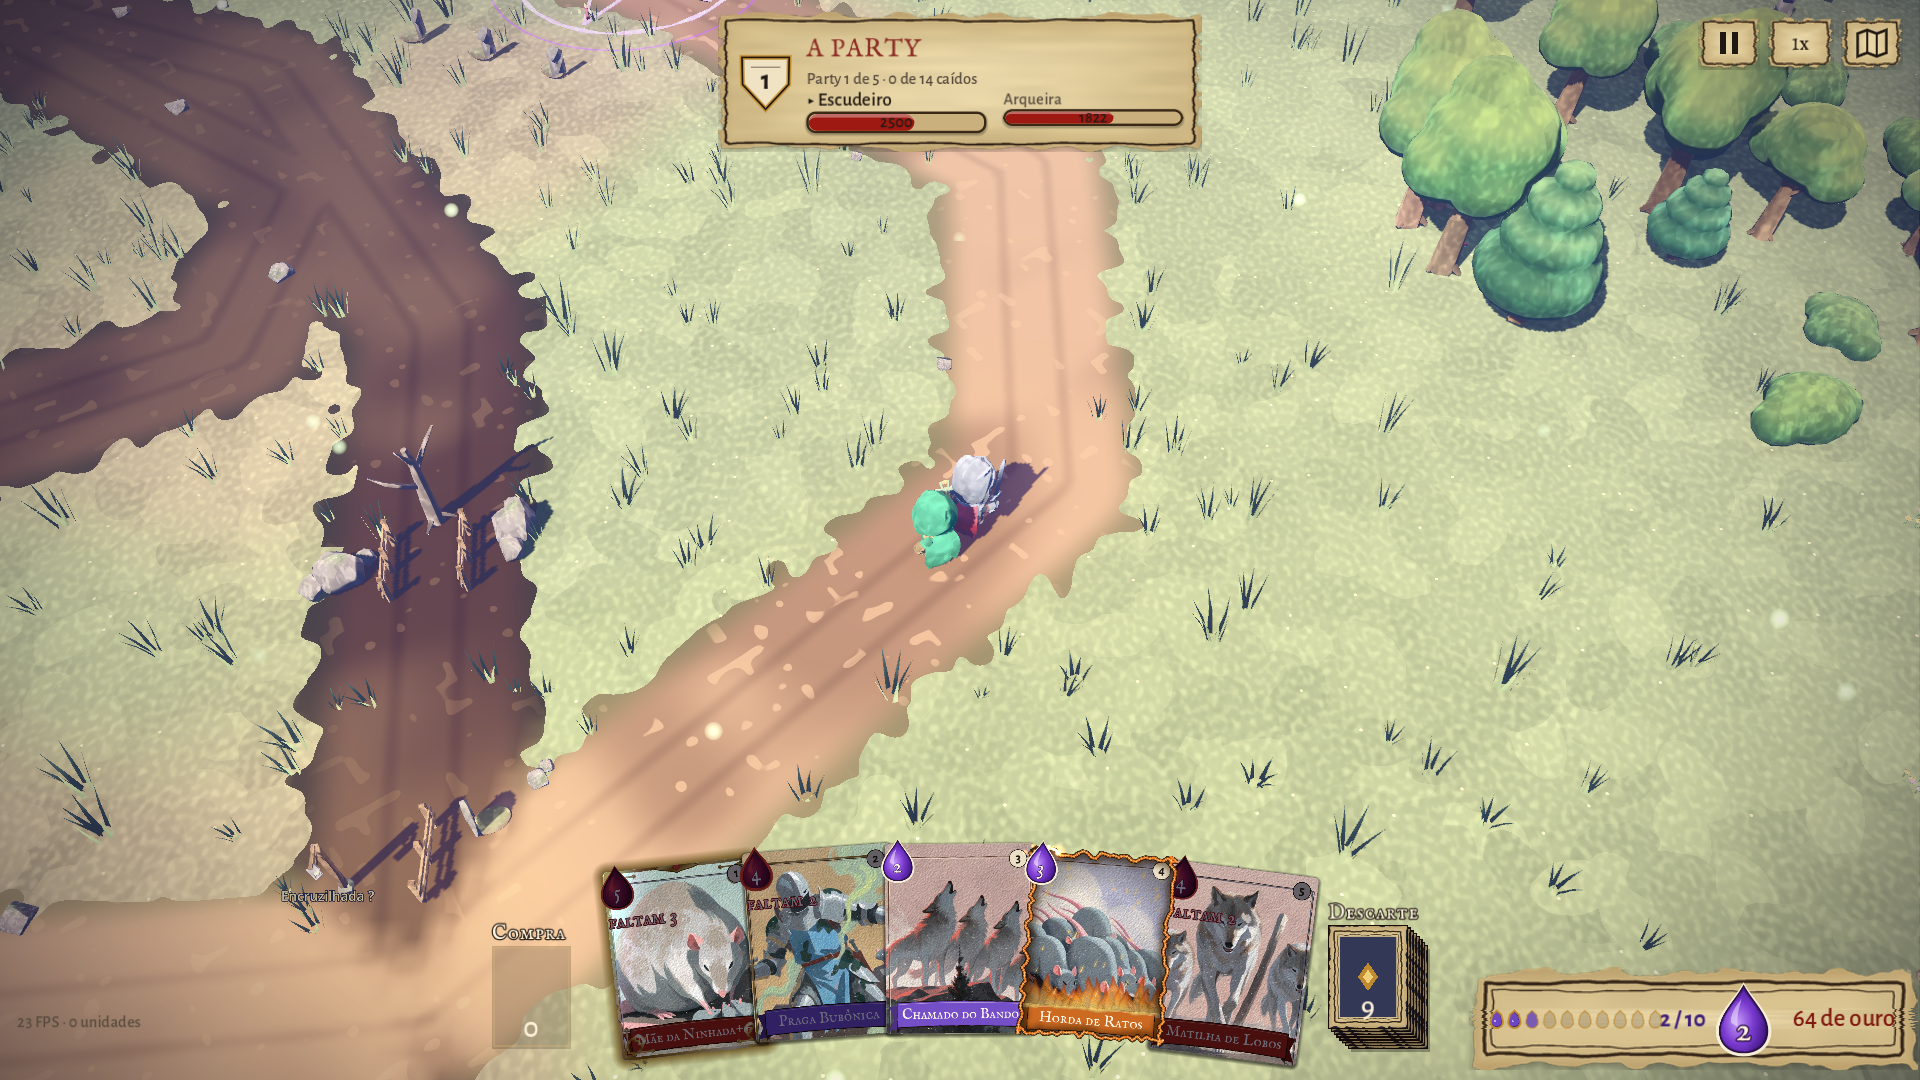 A PARTY
1
Party 1 de 5 · 0 de 14 caídos
Escudeiro
Arqueira
2500
1822
1x
Encruzilhada ?
COMPRA
0
5
1
FALTAM 3
4
2
FALTAM 2
PRAGA BUBÔNICA
2
3
CHAMADO DO BANDO
3
4
HORDA DE RATOS
4
5
FALTAM 2
MATILHA DE LOBOS
DESCARTE
9
23 FPS · 0 unidades
2 / 10
2
64 de ouro